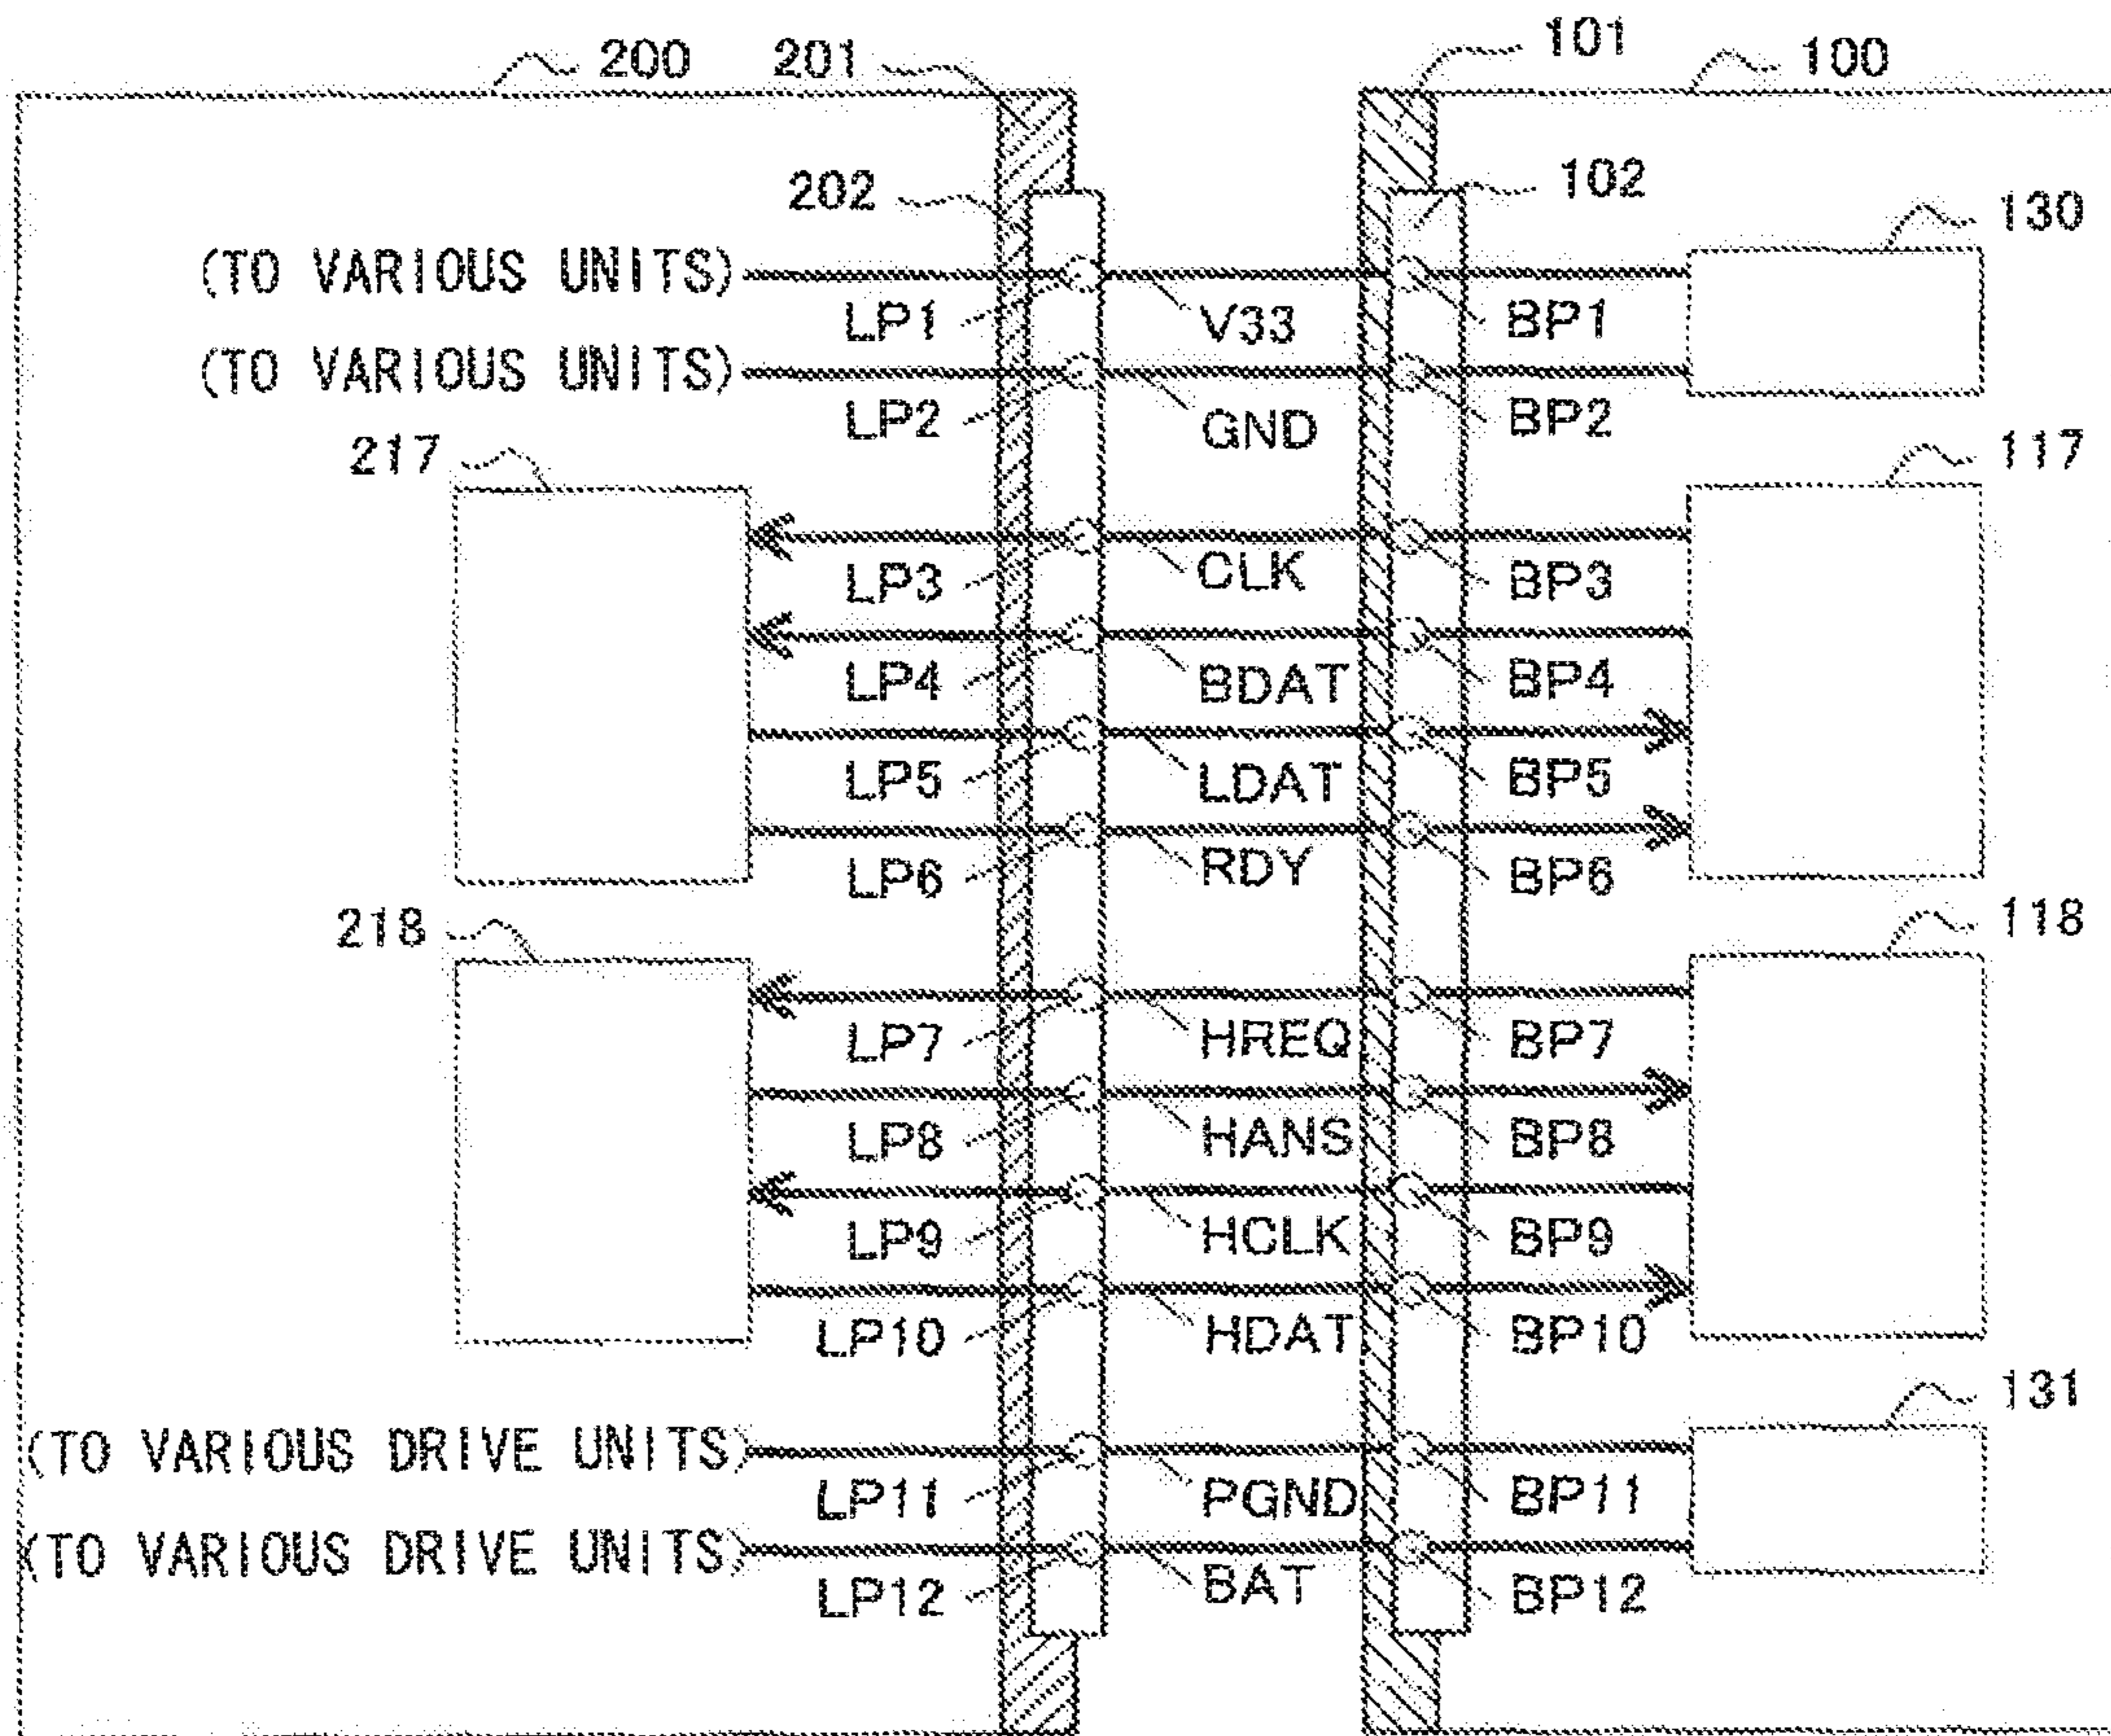 200 201 101 100
202 102 130
(TO VARIOUS UNITS)
LP1 V33 BP1
(TO VARIOUS UNITS)
LP2 GND BP2
217 117
LP3 CLK BP3
LP4 BDAT BP4
LP5 LDAT BP5
LP6 RDY BP6
218 118
LP7 HREQ BP7
LP8 HANS BP8
LP9 HCLK BP9
LP10 HDAT BP10
131
(TO VARIOUS DRIVE UNITS)
LP11 PGND BP11
(TO VARIOUS DRIVE UNITS)
LP12 BAT BP12